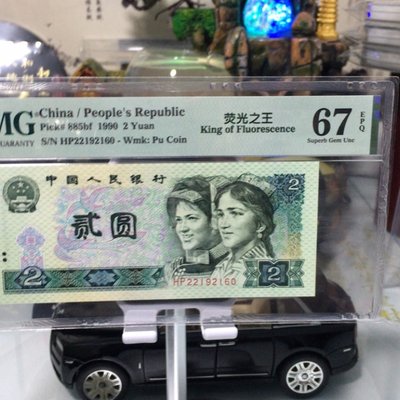 MG China / People's Republic
GUARANTY Pick# 885bf 1990 2 Yuan
S/N HP22192160 - Wmk: Pu Coin
荧光之王
King of Fluorescence
67 EPQ
Superb Gem Unc
中国人民银行
贰圆
2
2
2
HP22192160